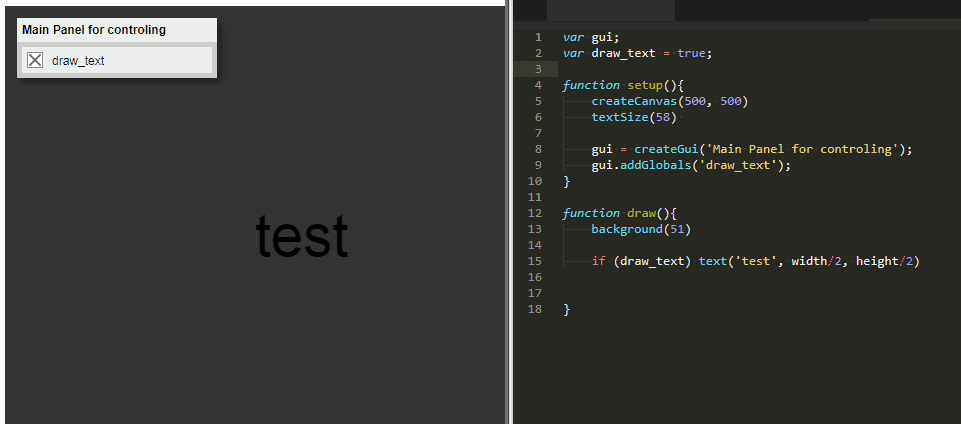 Main Panel for controling
draw_text
test
1 var gui;
2 var draw_text = true;
3
4 function setup(){
5 createCanvas(500, 500)
6 textSize(58)
7
8 gui = createGui('Main Panel for controling');
9 gui.addGlobals('draw_text');
10 }
11
12 function draw(){
13 background(51)
14
15 if (draw_text) text('test', width/2, height/2)
16
17
18 }